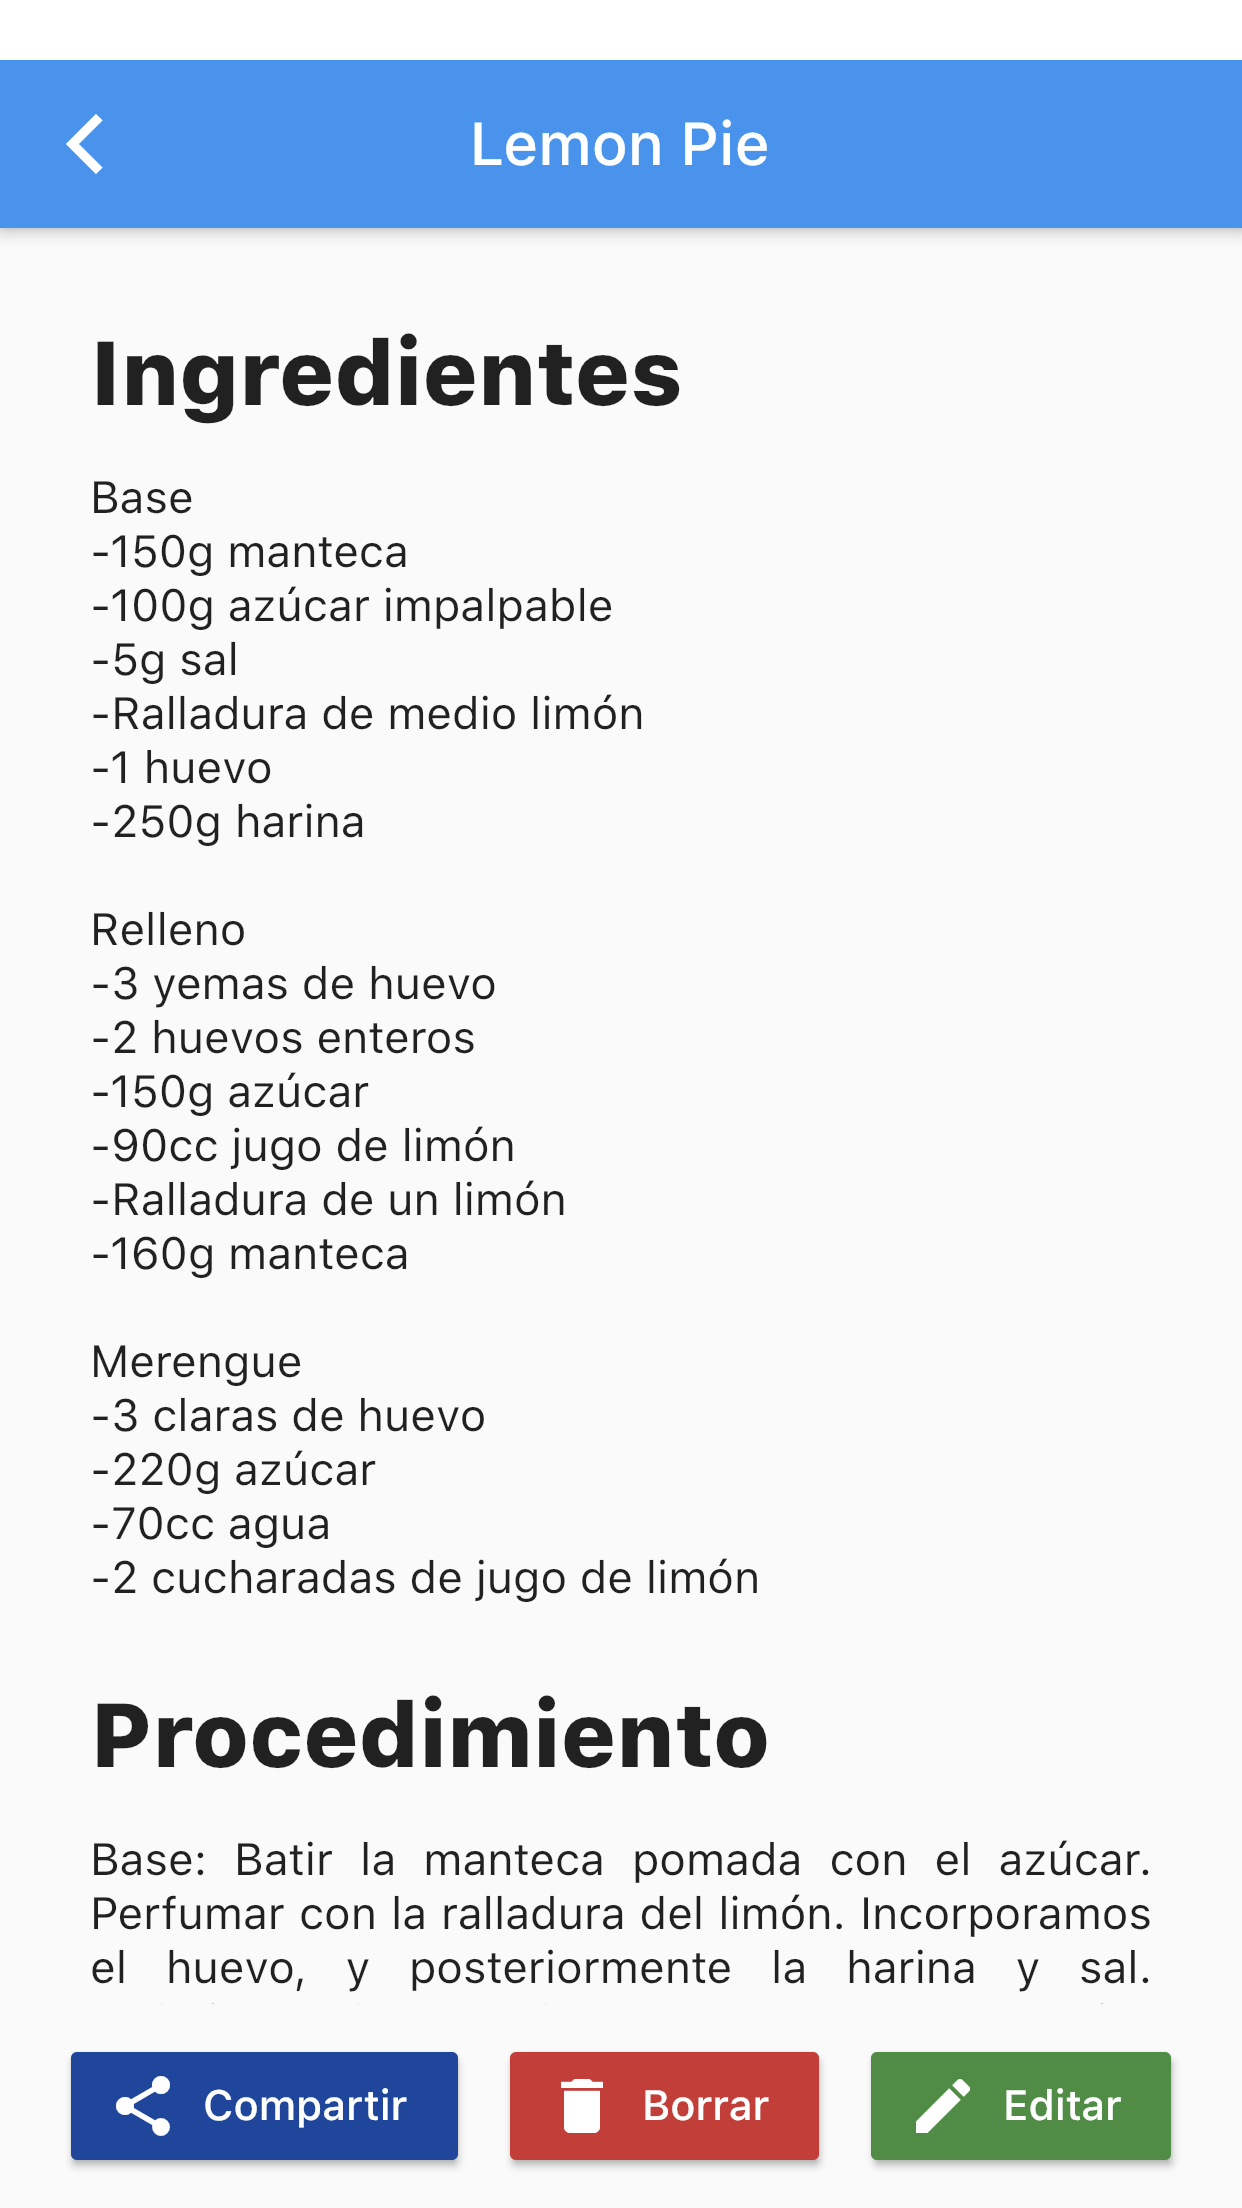 Lemon Pie
Ingredientes
Base
-150g manteca
-100g azúcar impalpable
-5g sal
-Ralladura de medio limón
-1 huevo
-250g harina
Relleno
-3 yemas de huevo
-2 huevos enteros
-150g azúcar
-90cc jugo de limón
-Ralladura de un limón
-160g manteca
Merengue
-3 claras de huevo
-220g azúcar
-70cc agua
-2 cucharadas de jugo de limón
Procedimiento
Base: Batir la manteca pomada con el azúcar.
Perfumar con la ralladura del limón. Incorporamos
el huevo, y posteriormente la harina y sal.
Compartir Borrar Editar